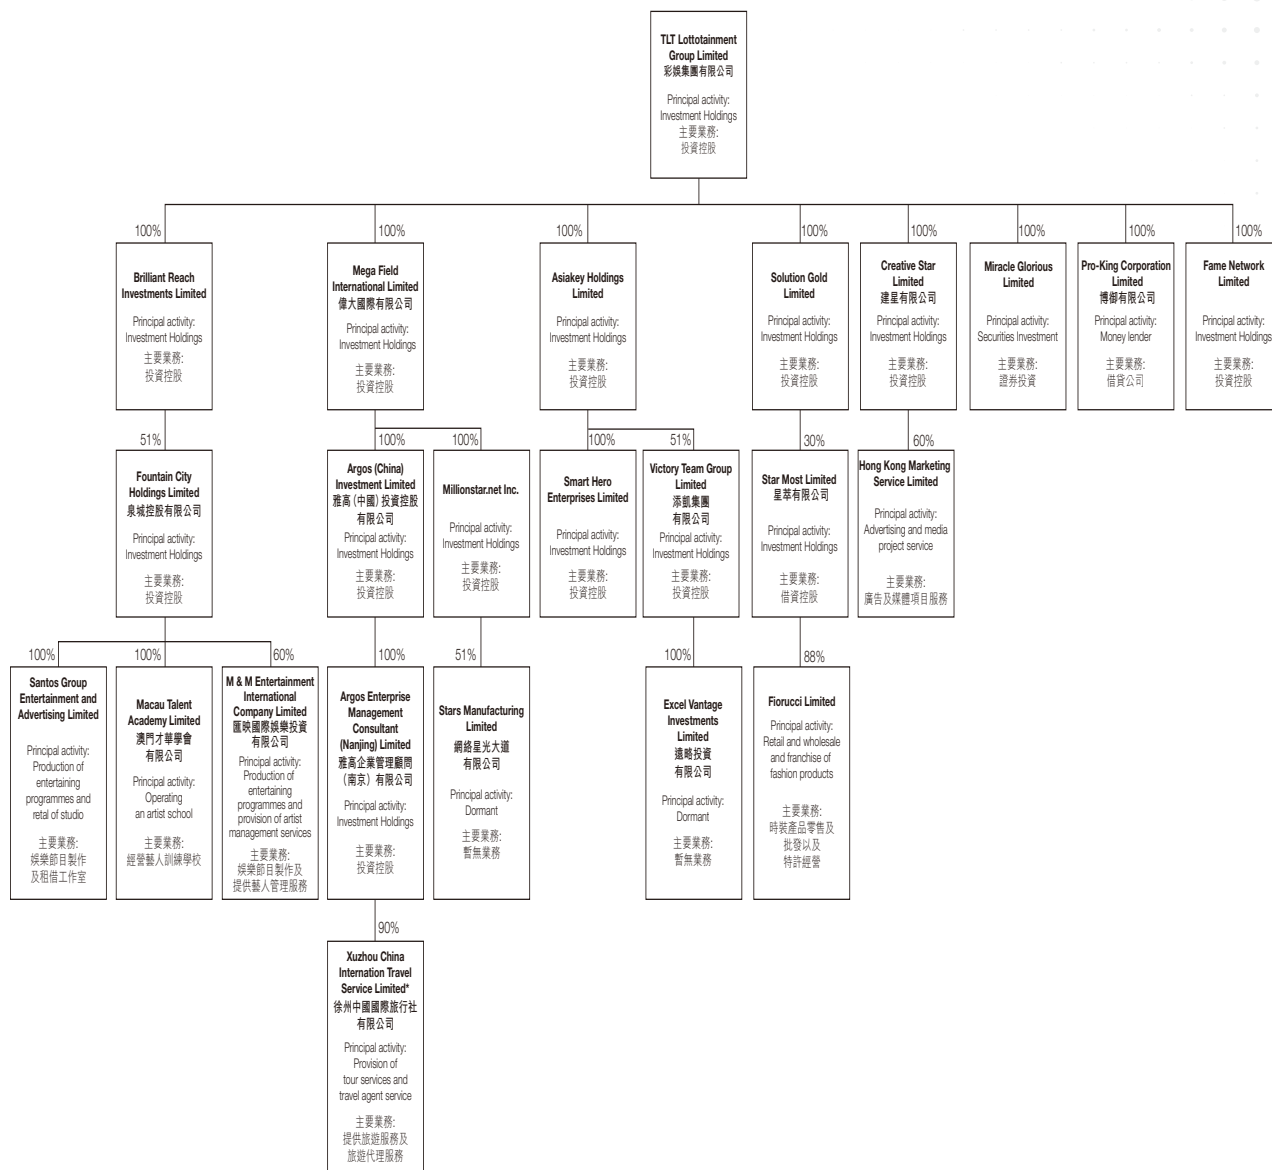 TLT Lottotainment
Group Limited
彩娛集團有限公司
Principal activity:
Investment Holdings
主要業務:
投資控股
100%
100%
100%
100%
100%
100%
100%
100%
Brilliant Reach
Investments Limited
Principal activity:
Investment Holdings
主要業務:
投資控股
Mega Field
International Limited
偉大國際有限公司
Principal activity:
Investment Holdings
主要業務:
投資控股
Asiakey Holdings
Limited
Principal activity:
Investment Holdings
主要業務:
投資控股
Solution Gold
Limited
Principal activity:
Investment Holdings
主要業務:
投資控股
Creative Star
Limited
建星有限公司
Principal activity:
Investment Holdings
主要業務:
投資控股
Miracle Glorious
Limited
Principal activity:
Securities Investment
主要業務:
證券投資
Pro-King Corporation
Limited
博御有限公司
Principal activity:
Money lender
主要業務:
借貸公司
Fame Network
Limited
Principal activity:
Investment Holdings
主要業務:
投資控股
51%
100%
100%
100%
51%
30%
60%
Fountain City
Holdings Limited
泉城控股有限公司
Principal activity:
Investment Holdings
主要業務:
投資控股
Argos (China)
Investment Limited
雅高(中國)投資控股
有限公司
Principal activity:
Investment Holdings
主要業務:
投資控股
Millionstar.net Inc.
Principal activity:
Investment Holdings
主要業務:
投資控股
Smart Hero
Enterprises Limited
Principal activity:
Investment Holdings
主要業務:
投資控股
Victory Team Group
Limited
添凱集團
有限公司
Principal activity:
Investment Holdings
主要業務:
投資控股
Star Most Limited
星萃有限公司
Principal activity:
Investment Holdings
主要業務:
借資控股
Hong Kong Marketing
Service Limited
Principal activity:
Advertising and media
project service
主要業務:
廣告及媒體項目服務
100%
100%
60%
100%
51%
100%
88%
Santos Group
Entertainment and
Advertising Limited
Principal activity:
Production of
entertaining
programmes and
retal of studio
主要業務:
娛樂節目製作
及租借工作室
Macau Talent
Academy Limited
澳門才華學會
有限公司
Principal activity:
Operating
an artist school
主要業務:
經營藝人訓練學校
M & M Entertainment
International
Company Limited
匯映國際娛樂投資
有限公司
Principal activity:
Production of
entertaining
programmes and
provision of artist
management services
主要業務:
娛樂節目製作及
提供藝人管理服務
Argos Enterprise
Management
Consultant
(Nanjing) Limited
雅高企業管理顧問
(南京)有限公司
Principal activity:
Investment Holdings
主要業務:
投資控股
Stars Manufacturing
Limited
網絡星光大道
有限公司
Principal activity:
Dormant
主要業務:
暫無業務
Excel Vantage
Investments
Limited
遠略投資
有限公司
Principal activity:
Dormant
主要業務:
暫無業務
Fiorucci Limited
Principal activity:
Retail and wholesale
and franchise of
fashion products
主要業務:
時裝產品零售及
批發以及
特許經營
90%
Xuzhou China
Internation Travel
Service Limited*
徐州中國國際旅行社
有限公司
Principal activity:
Provision of
tour services and
travel agent service
主要業務:
提供旅遊服務及
旅遊代理服務